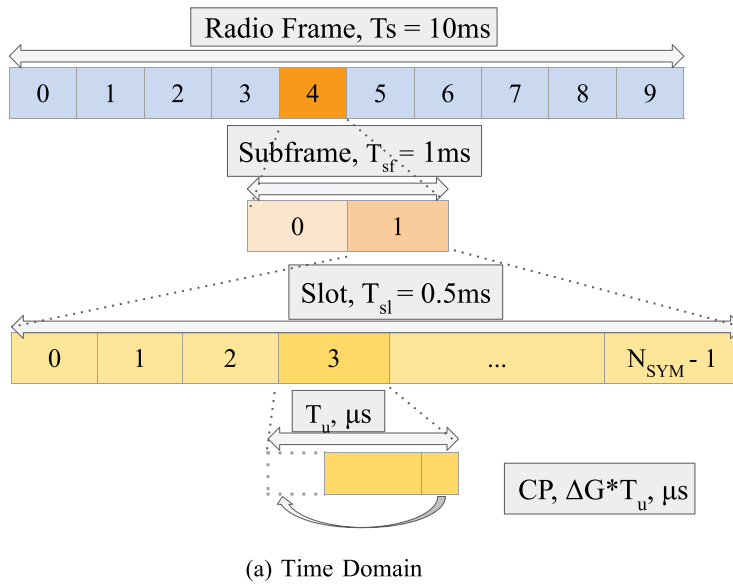 Radio Frame, Ts = 10ms
0 1 2 3 4 5 6 7 8 9
Subframe, Tsf = 1ms
0 1
Slot, Tsl = 0.5ms
0 1 2 3 ... NSYM - 1
Tu, μs
CP, ΔG*Tu, μs
(a) Time Domain